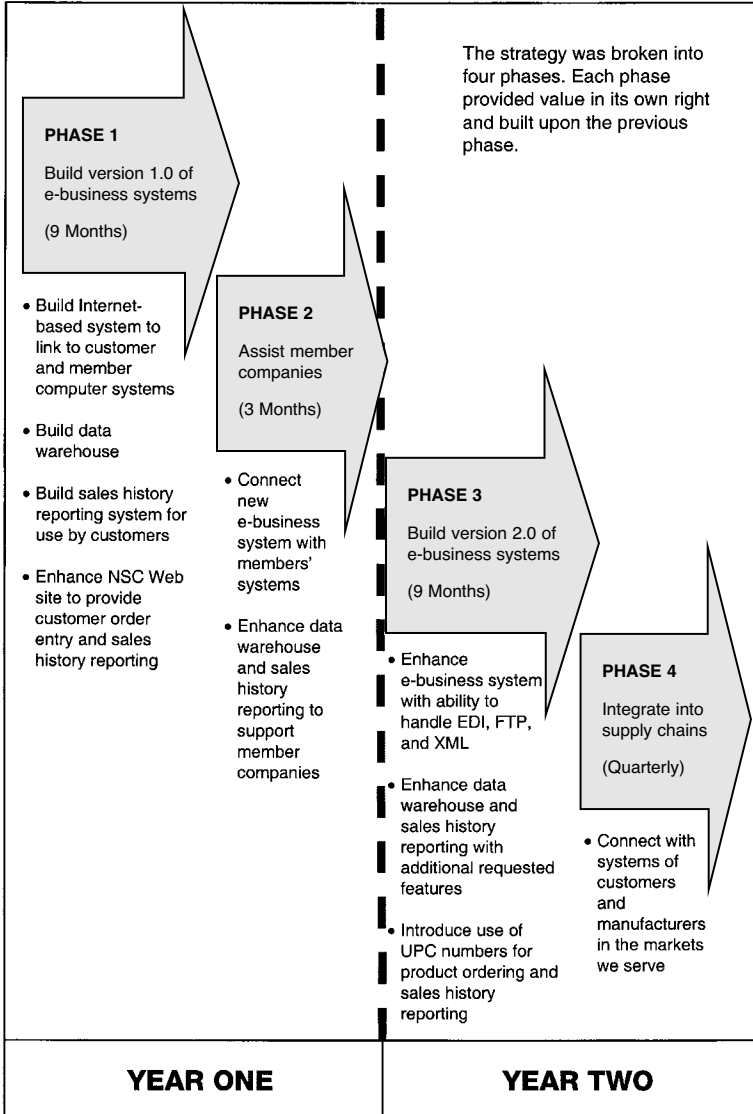 The strategy was broken into
four phases. Each phase
provided value in its own right
and built upon the previous
phase.
PHASE 1
Build version 1.0 of
e-business systems
(9 Months)
• Build Internet-
based system to
link to customer
and member
computer systems
• Build data
warehouse
• Build sales history
reporting system for
use by customers
• Enhance NSC Web
site to provide
customer order
entry and sales
history reporting
PHASE 2
Assist member
companies
(3 Months)
• Connect
new
e-business
system with
members'
systems
• Enhance data
warehouse
and sales
history
reporting to
support
member
companies
PHASE 3
Build version 2.0 of
e-business systems
(9 Months)
• Enhance
e-business system
with ability to
handle EDI, FTP,
and XML
• Enhance data
warehouse and
sales history
reporting with
additional requested
features
• Introduce use of
UPC numbers for
product ordering and
sales history
reporting
PHASE 4
Integrate into
supply chains
(Quarterly)
• Connect with
systems of
customers
and
manufacturers
in the markets
we serve
YEAR ONE
YEAR TWO